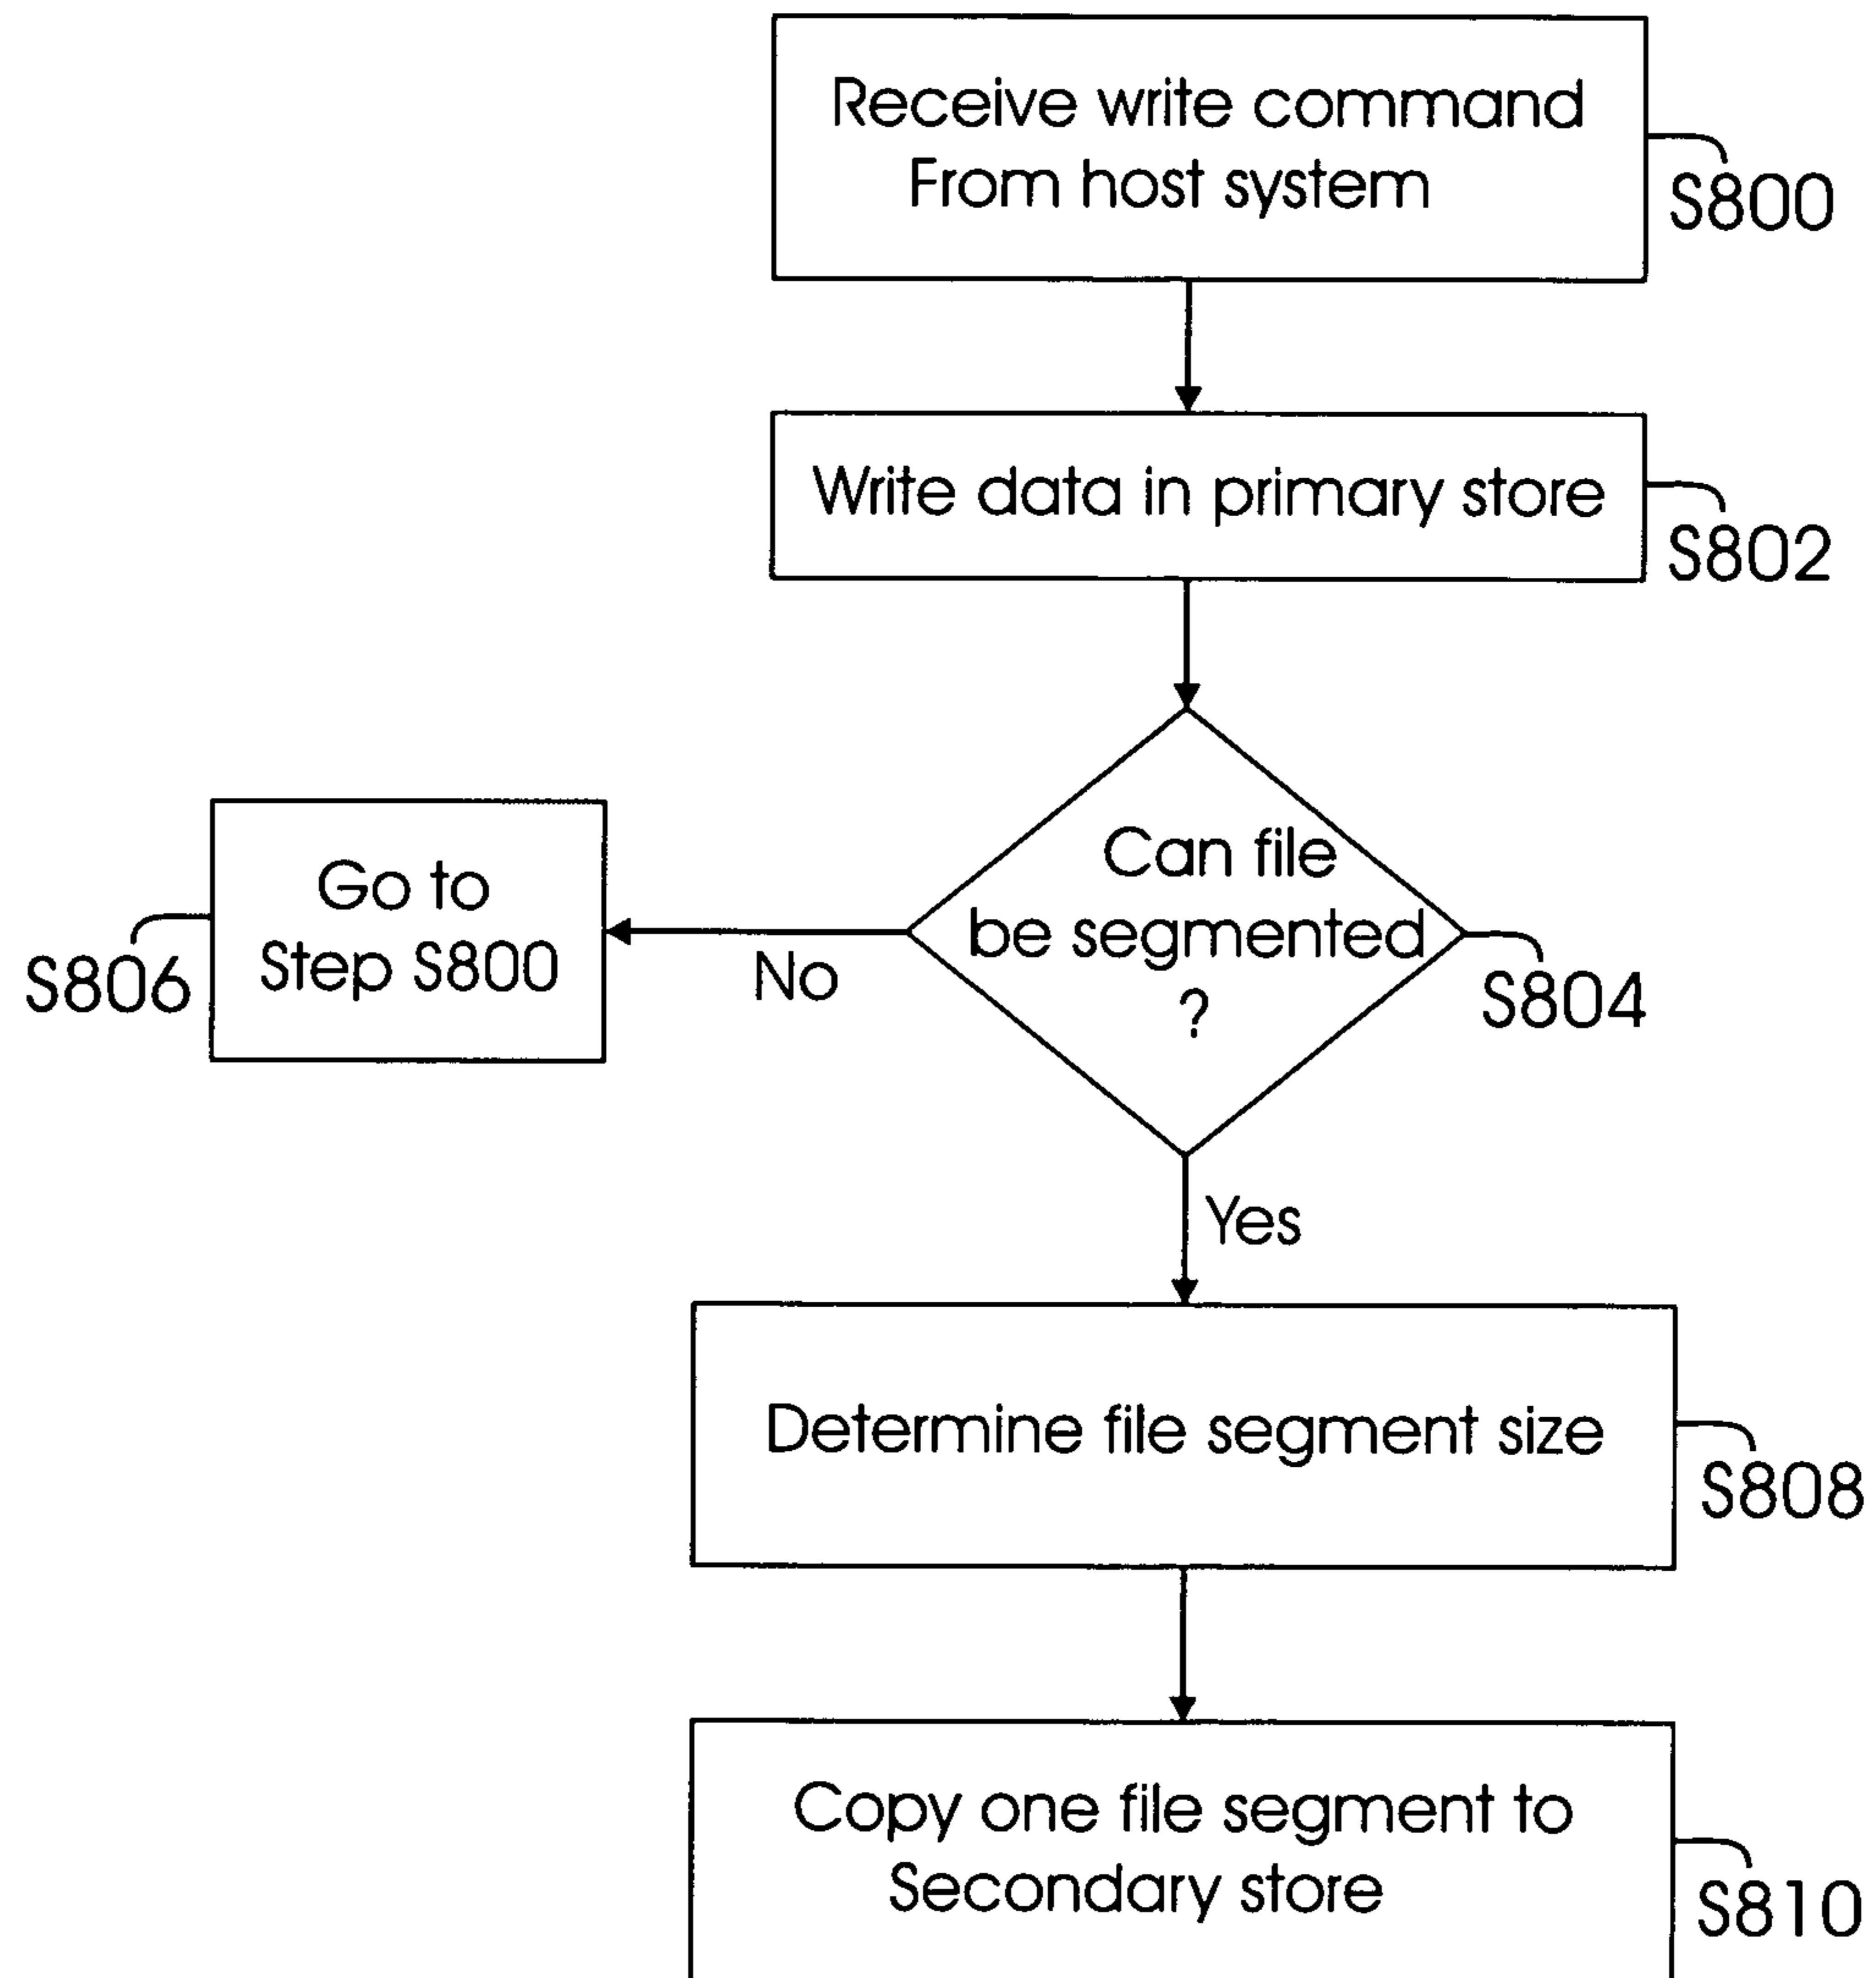 Receive write command
From host system
S800
Write data in primary store
S802
Can file
be segmented
?
S804
No
Go to
Step S800
S806
Yes
Determine file segment size
S808
Copy one file segment to
Secondary store
S810